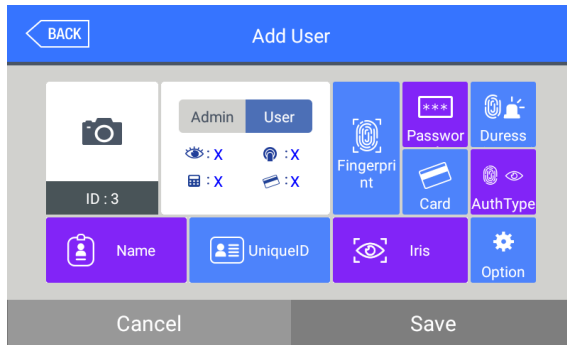 BACK
Add User
Admin User
: X : X
: X : X
ID : 3
Fingerpri
nt
***
Passwor
Duress
Card
AuthType
Name
UniqueID
Iris
Option
Cancel
Save